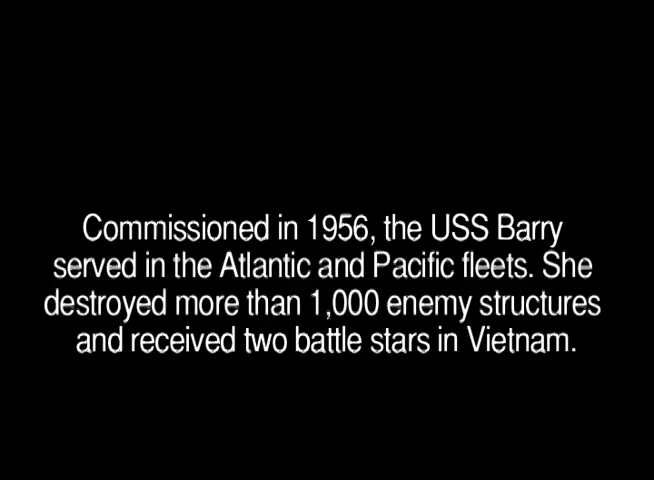 Commissioned in 1956, the USS Barry
served in the Atlantic and Pacific fleets. She
destroyed more than 1,000 enemy structures
and received two battle stars in Vietnam.